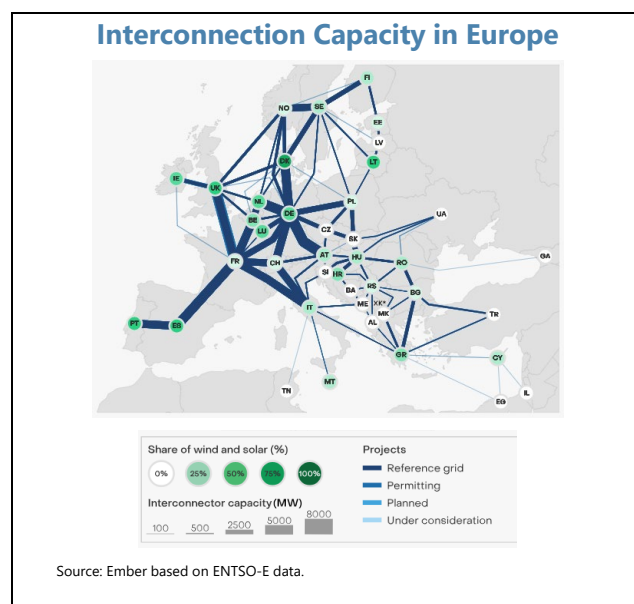 Interconnection Capacity in Europe
FI
NO SE
EE
LV
DK LT
IE UK
NL PL
DE
BE
LU UA
CZ
SK
FR CH AT HU GA
SI HR RO
RS
BA BG
IT ME XK*
MK TR
PT ES AL
GR CY
MT
TN IL
EG
Share of wind and solar (%) Projects
0% 25% 50% 75% 100% Reference grid
Permitting
Interconnector capacity (MW) Planned
100 500 2500 5000 8000 Under consideration
Source: Ember based on ENTSO-E data.